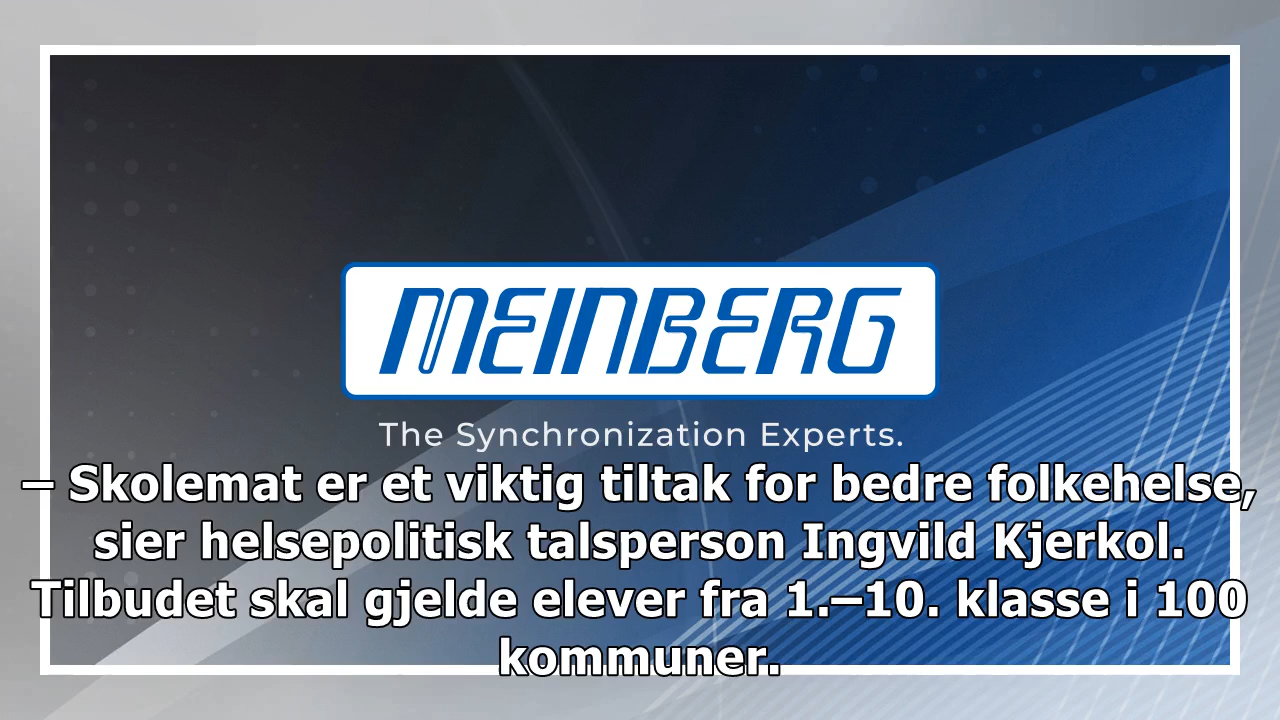 MEINBERG
The Synchronization Experts.
– Skolemat er et viktig tiltak for bedre folkehelse,
sier helsepolitisk talsperson Ingvild Kjerkol.
Tilbudet skal gjelde elever fra 1.–10. klasse i 100
kommuner.